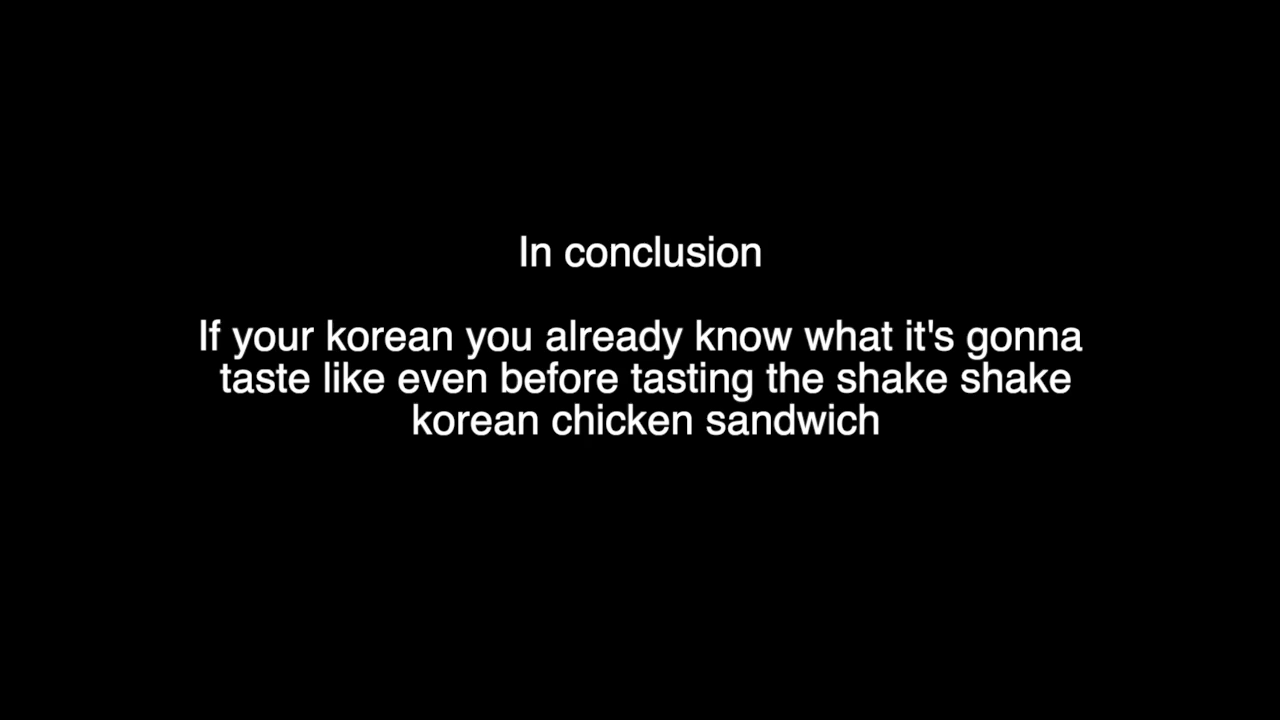 In conclusion
If your korean you already know what it's gonna
taste like even before tasting the shake shake
korean chicken sandwich